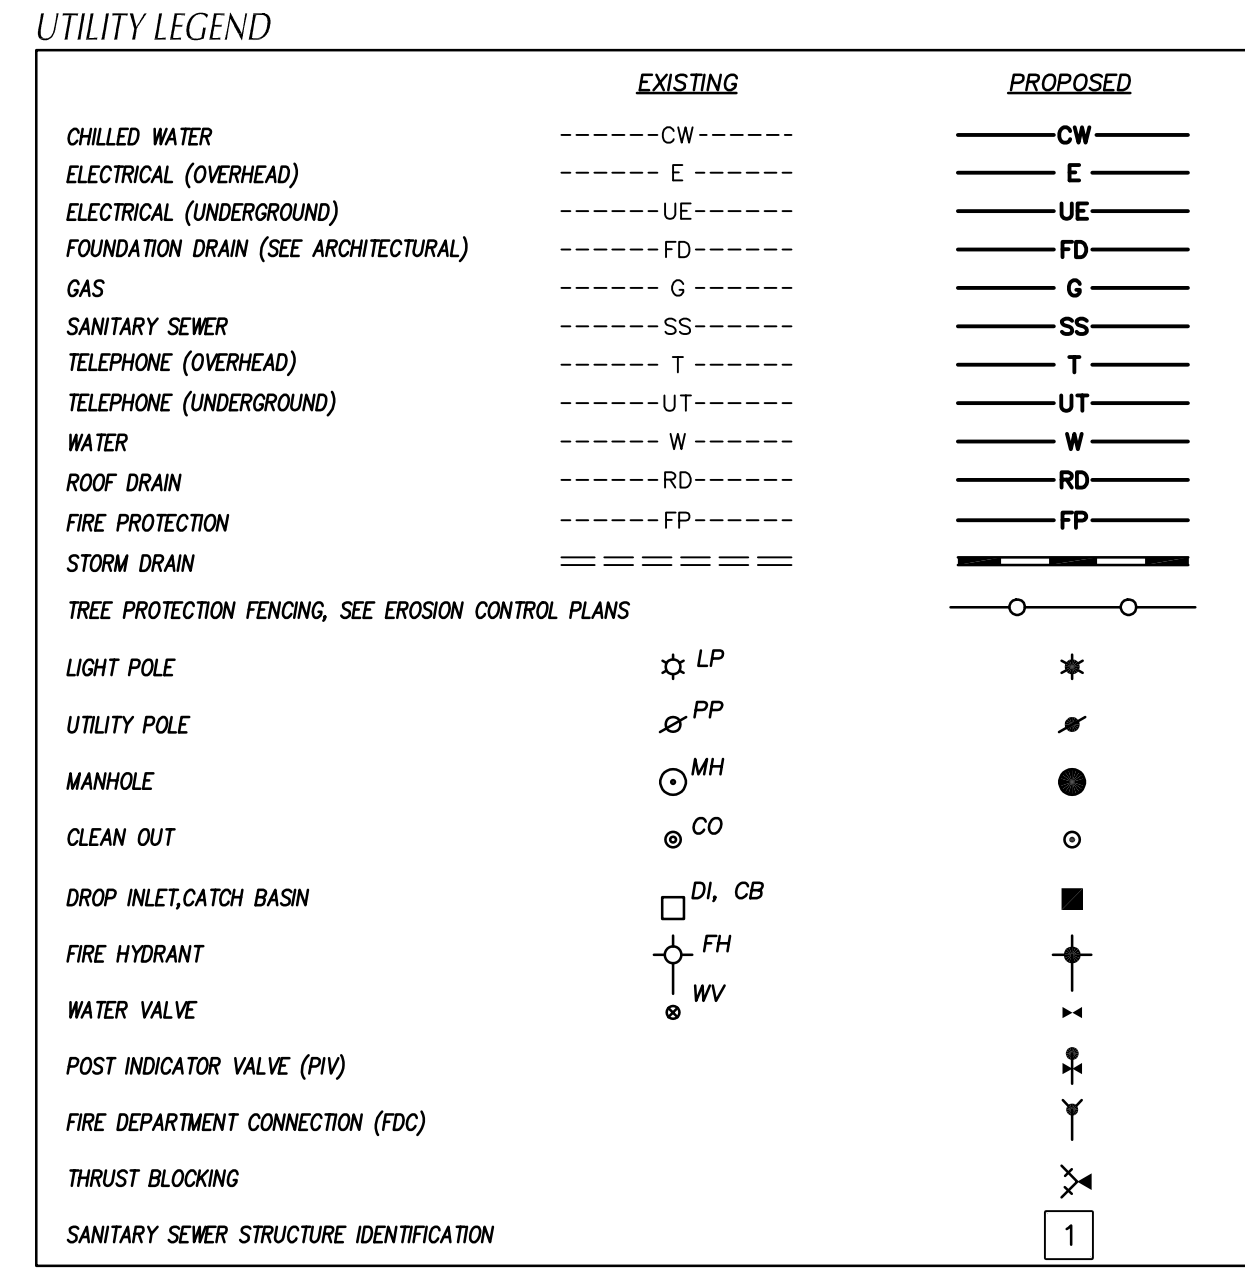 UTILITY LEGEND
EXISTING PROPOSED
CHILLED WATER CW CW
ELECTRICAL (OVERHEAD) E E
ELECTRICAL (UNDERGROUND) UE UE
FOUNDATION DRAIN (SEE ARCHITECTURAL) FD FD
GAS G G
SANITARY SEWER SS SS
TELEPHONE (OVERHEAD) T T
TELEPHONE (UNDERGROUND) UT UT
WATER W W
ROOF DRAIN RD RD
FIRE PROTECTION FP FP
STORM DRAIN
TREE PROTECTION FENCING, SEE EROSION CONTROL PLANS
LIGHT POLE LP
UTILITY POLE PP
MANHOLE MH
CLEAN OUT CO
DROP INLET,CATCH BASIN DI, CB
FIRE HYDRANT FH
WATER VALVE WV
POST INDICATOR VALVE (PIV)
FIRE DEPARTMENT CONNECTION (FDC)
THRUST BLOCKING
SANITARY SEWER STRUCTURE IDENTIFICATION 1